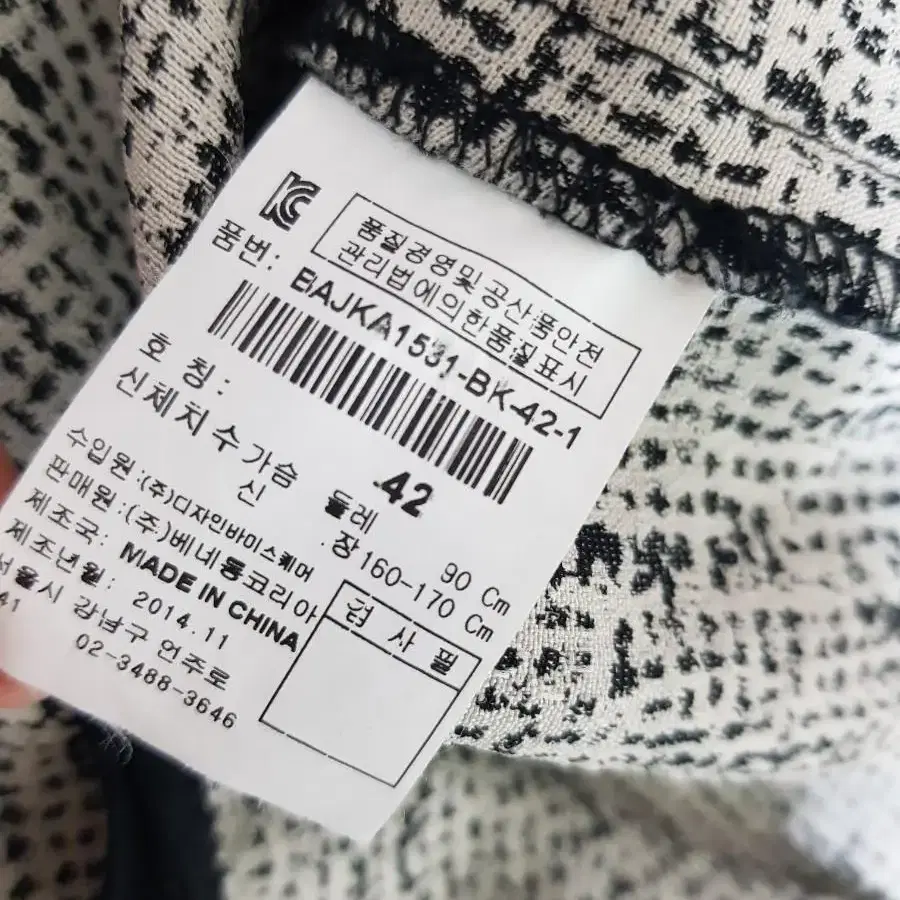 KC
품질경영및공산품안전
관리법에의한품질표시
품번: BAJKA1531-BK-42-1
호 칭: 42
신체치수 가슴 둘레 90 Cm
신 장 160-170 Cm
수입원:(주)디자인바이스퀘어
판매원:(주)베네통코리아
제조국: MADE IN CHINA
제조년월: 2014.11
서울시 강남구 언주로
41
02-3488-3646
검 사 필